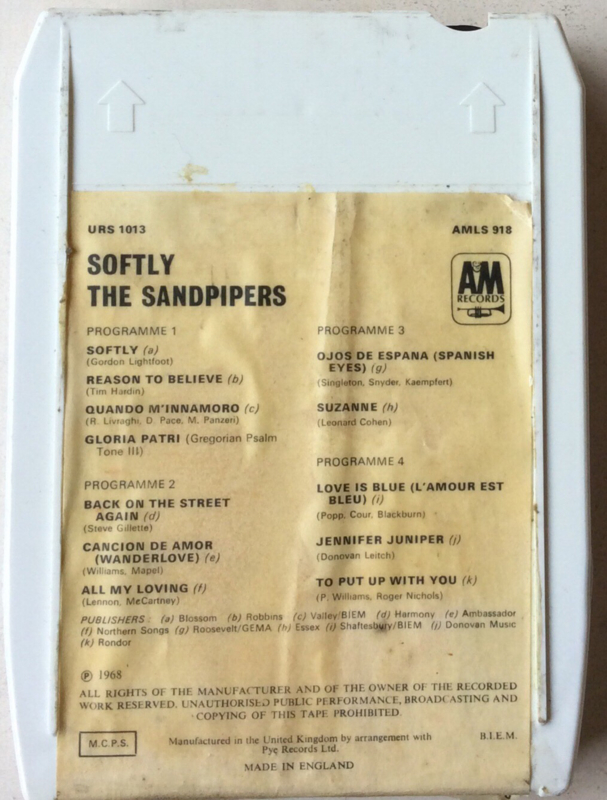 URS 1013
AMLS 918
SOFTLY
THE SANDPIPERS
A&M
RECORDS
PROGRAMME 1
SOFTLY (a)
(Gordon Lightfoot)
REASON TO BELIEVE (b)
(Tim Hardin)
QUANDO M'INNAMORO (c)
(R. Livraghi, D. Pace, M. Panzeri)
GLORIA PATRI (Gregorian Psalm
Tone III)
PROGRAMME 2
BACK ON THE STREET
AGAIN (d)
(Steve Gillette)
CANCION DE AMOR
(WANDERLOVE) (e)
(Williams, Mapel)
ALL MY LOVING (f)
(Lennon, McCartney)
PROGRAMME 3
OJOS DE ESPANA (SPANISH
EYES) (g)
(Singleton, Snyder, Kaempfert)
SUZANNE (h)
(Leonard Cohen)
PROGRAMME 4
LOVE IS BLUE (L'AMOUR EST
BLEU) (i)
(Popp, Cour, Blackburn)
JENNIFER JUNIPER (j)
(Donovan Leitch)
TO PUT UP WITH YOU (k)
(P. Williams, Roger Nichols)
PUBLISHERS: (a) Blossom (b) Robbins (c) Valley/BIEM (d) Harmony (e) Ambassador
(f) Northern Songs (g) Roosevelt/GEMA (h) Essex (i) Shaftesbury/BIEM (j) Donovan Music
(k) Rondor
℗ 1968
ALL RIGHTS OF THE MANUFACTURER AND OF THE OWNER OF THE RECORDED
WORK RESERVED. UNAUTHORISED PUBLIC PERFORMANCE, BROADCASTING AND
COPYING OF THIS TAPE PROHIBITED
M.C.P.S.
Manufactured in the United Kingdom by arrangement with
Pye Records Ltd.
B.I.E.M.
MADE IN ENGLAND